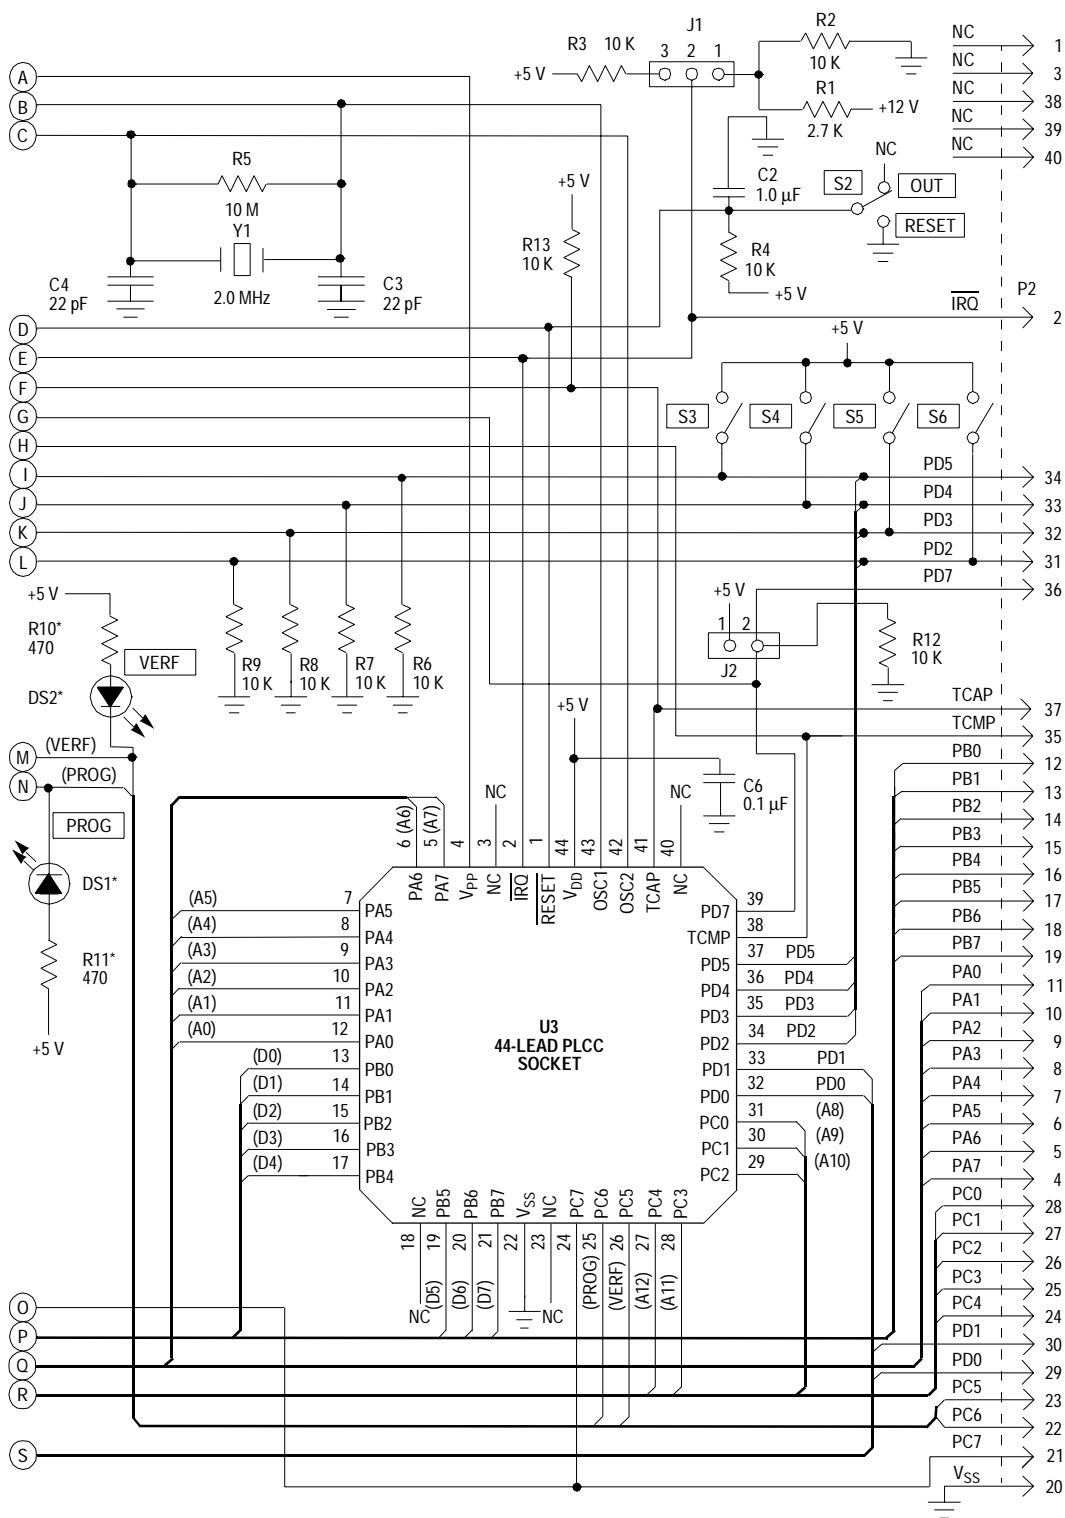 J1
R3 10 K
3 2 1
+5 V
R2
10 K
R1
2.7 K
+12 V
NC 1
NC 3
NC 38
NC 39
NC 40
A
B
C
R5
10 M
Y1
2.0 MHz
C4
22 pF
C3
22 pF
+5 V
R13
10 K
C2
1.0 µF
R4
10 K
+5 V
NC
S2
OUT
RESET
P2
IRQ 2
+5 V
D
E
F
G
H
I
J
K
L
S3
S4
S5
S6
PD5 34
PD4 33
PD3 32
PD2 31
PD7 36
+5 V
R10*
470
VERF
DS2*
R9
10 K
R8
10 K
R7
10 K
R6
10 K
+5 V
1 2
J2
R12
10 K
+5 V
C6
0.1 µF
TCAP 37
TCMP 35
M (VERF)
N (PROG)
PROG
DS1*
R11*
470
+5 V
PB0 12
PB1 13
PB2 14
PB3 15
PB4 16
PB5 17
PB6 18
PB7 19
PA0 11
PA1 10
PA2 9
PA3 8
PA4 7
PA5 6
PA6 5
PA7 4
PC0 28
PC1 27
PC2 26
PC3 25
PC4 24
PD1 30
PD0 29
PC5 23
PC6 22
PC7 21
VSS 20
6 (A6) PA6
5 (A7) PA7
4 VPP
NC 3 NC
2 IRQ
1 RESET
44 VDD
43 OSC1
42 OSC2
41 TCAP
NC 40 NC
(A5) 7 PA5
(A4) 8 PA4
(A3) 9 PA3
(A2) 10 PA2
(A1) 11 PA1
(A0) 12 PA0
(D0) 13 PB0
(D1) 14 PB1
(D2) 15 PB2
(D3) 16 PB3
(D4) 17 PB4
U3
44-LEAD PLCC
SOCKET
PD7 39
TCMP 38
PD5 37 PD5
PD4 36 PD4
PD3 35 PD3
PD2 34 PD2
PD1 33 PD1
PD0 32 PD0
PC0 31 (A8)
PC1 30 (A9)
PC2 29 (A10)
NC 18 NC
PB5 19 (D5)
PB6 20 (D6)
PB7 21 (D7)
VSS 22
NC 23 NC
PC7 24
PC6 25 (PROG)
PC5 26 (VERF)
PC4 27 (A12)
PC3 28 (A11)
O
P
Q
R
S